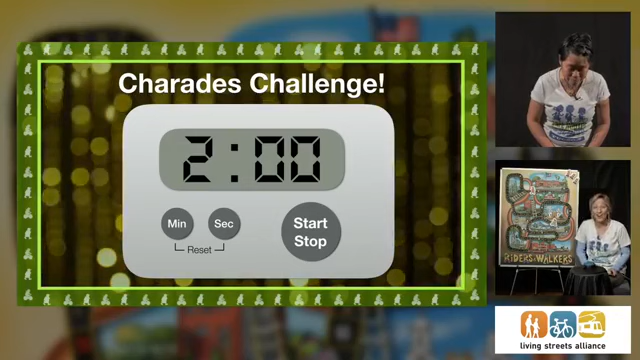 Charades Challenge!
2:00
Min
Sec
Start
Stop
Reset
RIDERS & WALKERS
living streets alliance